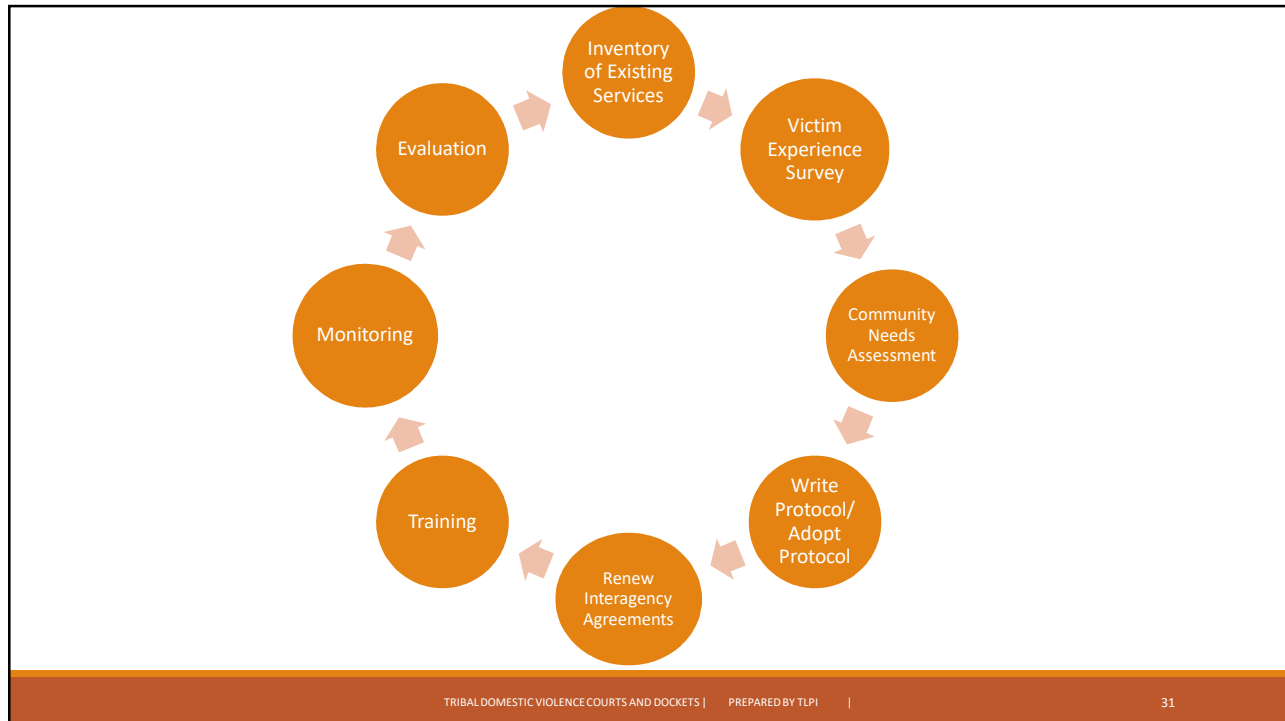 Inventory
of Existing
Services
Victim
Experience
Survey
Community
Needs
Assessment
Write
Protocol/
Adopt
Protocol
Renew
Interagency
Agreements
Training
Monitoring
Evaluation
TRIBAL DOMESTIC VIOLENCE COURTS AND DOCKETS | PREPARED BY TLPI | 31